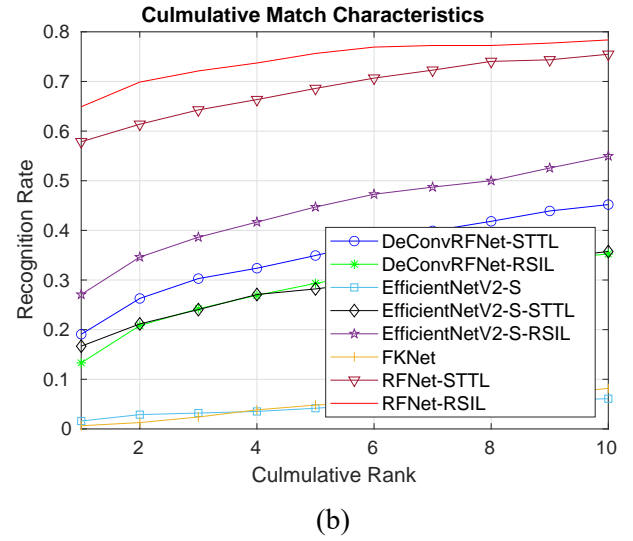 Culmulative Match Characteristics
0.8
0.7
0.6
0.5
0.4
0.3
0.2
0.1
0
Recognition Rate
DeConvRFNet-STTL
DeConvRFNet-RSIL
EfficientNetV2-S
EfficientNetV2-S-STTL
EfficientNetV2-S-RSIL
FKNet
RFNet-STTL
RFNet-RSIL
2 4 6 8 10
Culmulative Rank
(b)